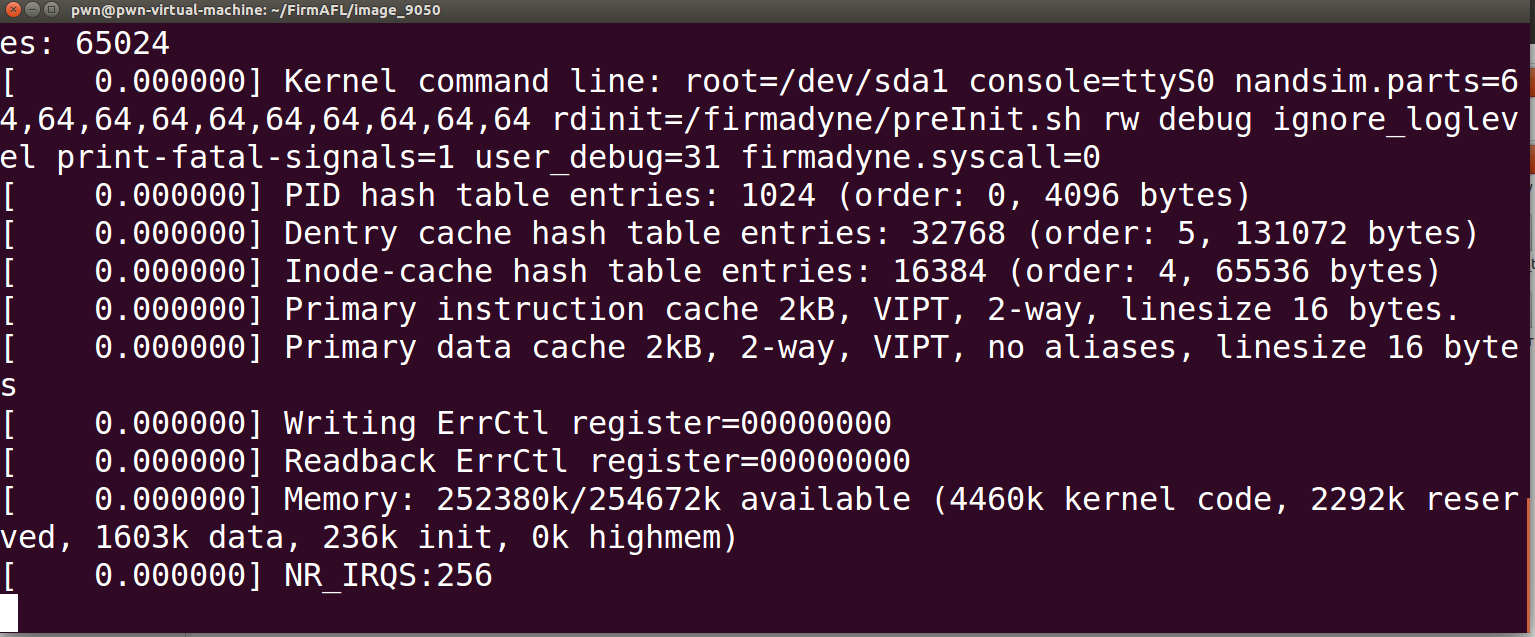 pwn@pwn-virtual-machine: ~/FirmAFL/image_9050
es: 65024
[    0.000000] Kernel command line: root=/dev/sda1 console=ttyS0 nandsim.parts=6
4,64,64,64,64,64,64,64,64,64 rdinit=/firmadyne/preInit.sh rw debug ignore_loglev
el print-fatal-signals=1 user_debug=31 firmadyne.syscall=0
[    0.000000] PID hash table entries: 1024 (order: 0, 4096 bytes)
[    0.000000] Dentry cache hash table entries: 32768 (order: 5, 131072 bytes)
[    0.000000] Inode-cache hash table entries: 16384 (order: 4, 65536 bytes)
[    0.000000] Primary instruction cache 2kB, VIPT, 2-way, linesize 16 bytes.
[    0.000000] Primary data cache 2kB, 2-way, VIPT, no aliases, linesize 16 byte
s
[    0.000000] Writing ErrCtl register=00000000
[    0.000000] Readback ErrCtl register=00000000
[    0.000000] Memory: 252380k/254672k available (4460k kernel code, 2292k reser
ved, 1603k data, 236k init, 0k highmem)
[    0.000000] NR_IRQS:256